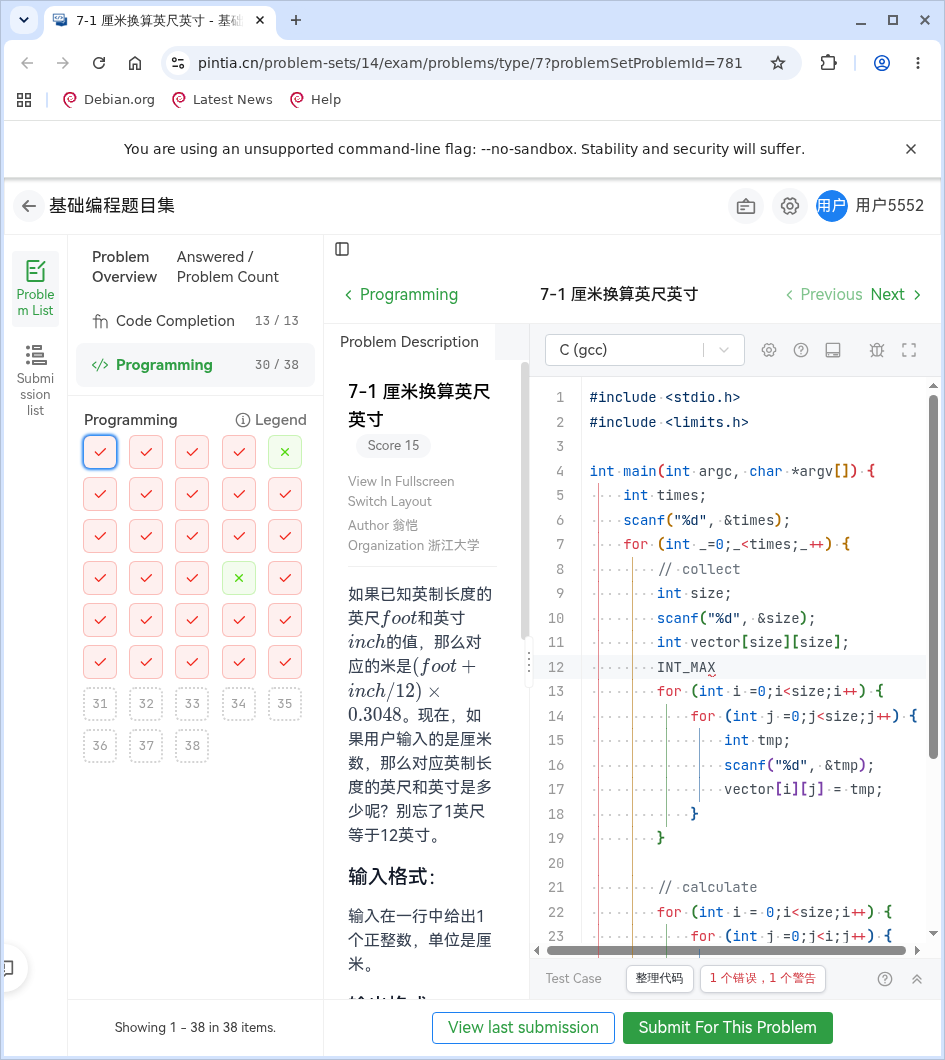 7-1 厘米换算英尺英寸 - 基础
pintia.cn/problem-sets/14/exam/problems/type/7?problemSetProblemId=781
Debian.org
Latest News
Help
You are using an unsupported command-line flag: --no-sandbox. Stability and security will suffer.
基础编程题目集
用户
用户5552
Proble
m List
Submi
ssion
list
Problem
Overview
Answered /
Problem Count
Code Completion
13 / 13
Programming
30 / 38
Programming
Legend
31
32
33
34
35
36
37
38
Showing 1 - 38 in 38 items.
Programming
7-1 厘米换算英尺英寸
Previous
Next
Problem Description
7-1 厘米换算英尺
英寸
Score 15
View In Fullscreen
Switch Layout
Author 翁恺
Organization 浙江大学
如果已知英制长度的
英尺foot和英寸
inch的值，那么对
应的米是(foot +
inch/12) ×
0.3048。现在，如
果用户输入的是厘米
数，那么对应英制长
度的英尺和英寸是多
少呢？别忘了1英尺
等于12英寸。
输入格式：
输入在一行中给出1
个正整数，单位是厘
米。
C (gcc)
1 #include <stdio.h>
2 #include <limits.h>
3
4 int main(int argc, char *argv[]) {
5 int times;
6 scanf("%d", &times);
7 for (int _=0;_<times;_++) {
8 // collect
9 int size;
10 scanf("%d", &size);
11 int vector[size][size];
12 INT_MAX
13 for (int i =0;i<size;i++) {
14 for (int j =0;j<size;j++) {
15 int tmp;
16 scanf("%d", &tmp);
17 vector[i][j] = tmp;
18 }
19 }
20
21 // calculate
22 for (int i = 0;i<size;i++) {
23 for (int j =0;j<i;j++) {
Test Case
整理代码
1 个错误，1 个警告
View last submission
Submit For This Problem